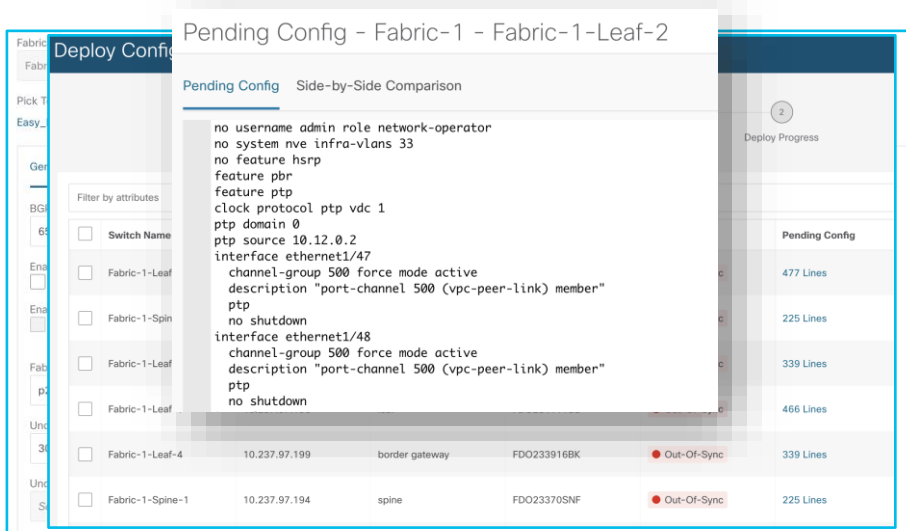 Pending Config - Fabric-1 - Fabric-1-Leaf-2
Pending Config Side-by-Side Comparison
no username admin role network-operator
no system nve infra-vlans 33
no feature hsrp
feature pbr
feature ptp
clock protocol ptp vdc 1
ptp domain 0
ptp source 10.12.0.2
interface ethernet1/47
channel-group 500 force mode active
description "port-channel 500 (vpc-peer-link) member"
ptp
no shutdown
interface ethernet1/48
channel-group 500 force mode active
description "port-channel 500 (vpc-peer-link) member"
ptp
no shutdown
Fabric
Fabr
Pick T
Easy_
Ger
BG
65
Ena
Ena
Fab
p2
Und
30
Und
Deploy Config
2
Deploy Progress
Filter by attributes
Switch Name Pending Config
Fabric-1-Leaf 477 Lines
Fabric-1-Spin 225 Lines
Fabric-1-Leaf 339 Lines
Fabric-1-Leaf 466 Lines
Fabric-1-Leaf-4 10.237.97.199 border gateway FDO233916BK Out-Of-Sync 339 Lines
Fabric-1-Spine-1 10.237.97.194 spine FDO23370SNF Out-Of-Sync 225 Lines